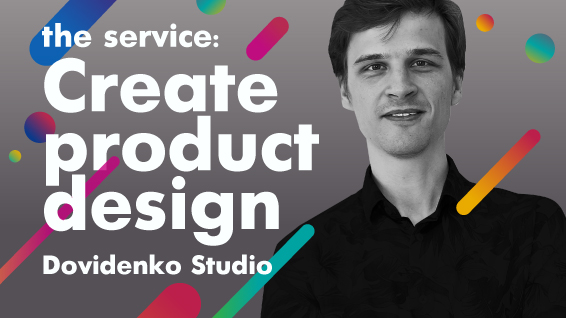 the service:
Create
product
design
Dovidenko Studio